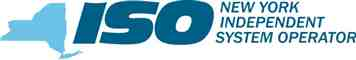 ISO
NEW YORK
INDEPENDENT
SYSTEM OPERATOR